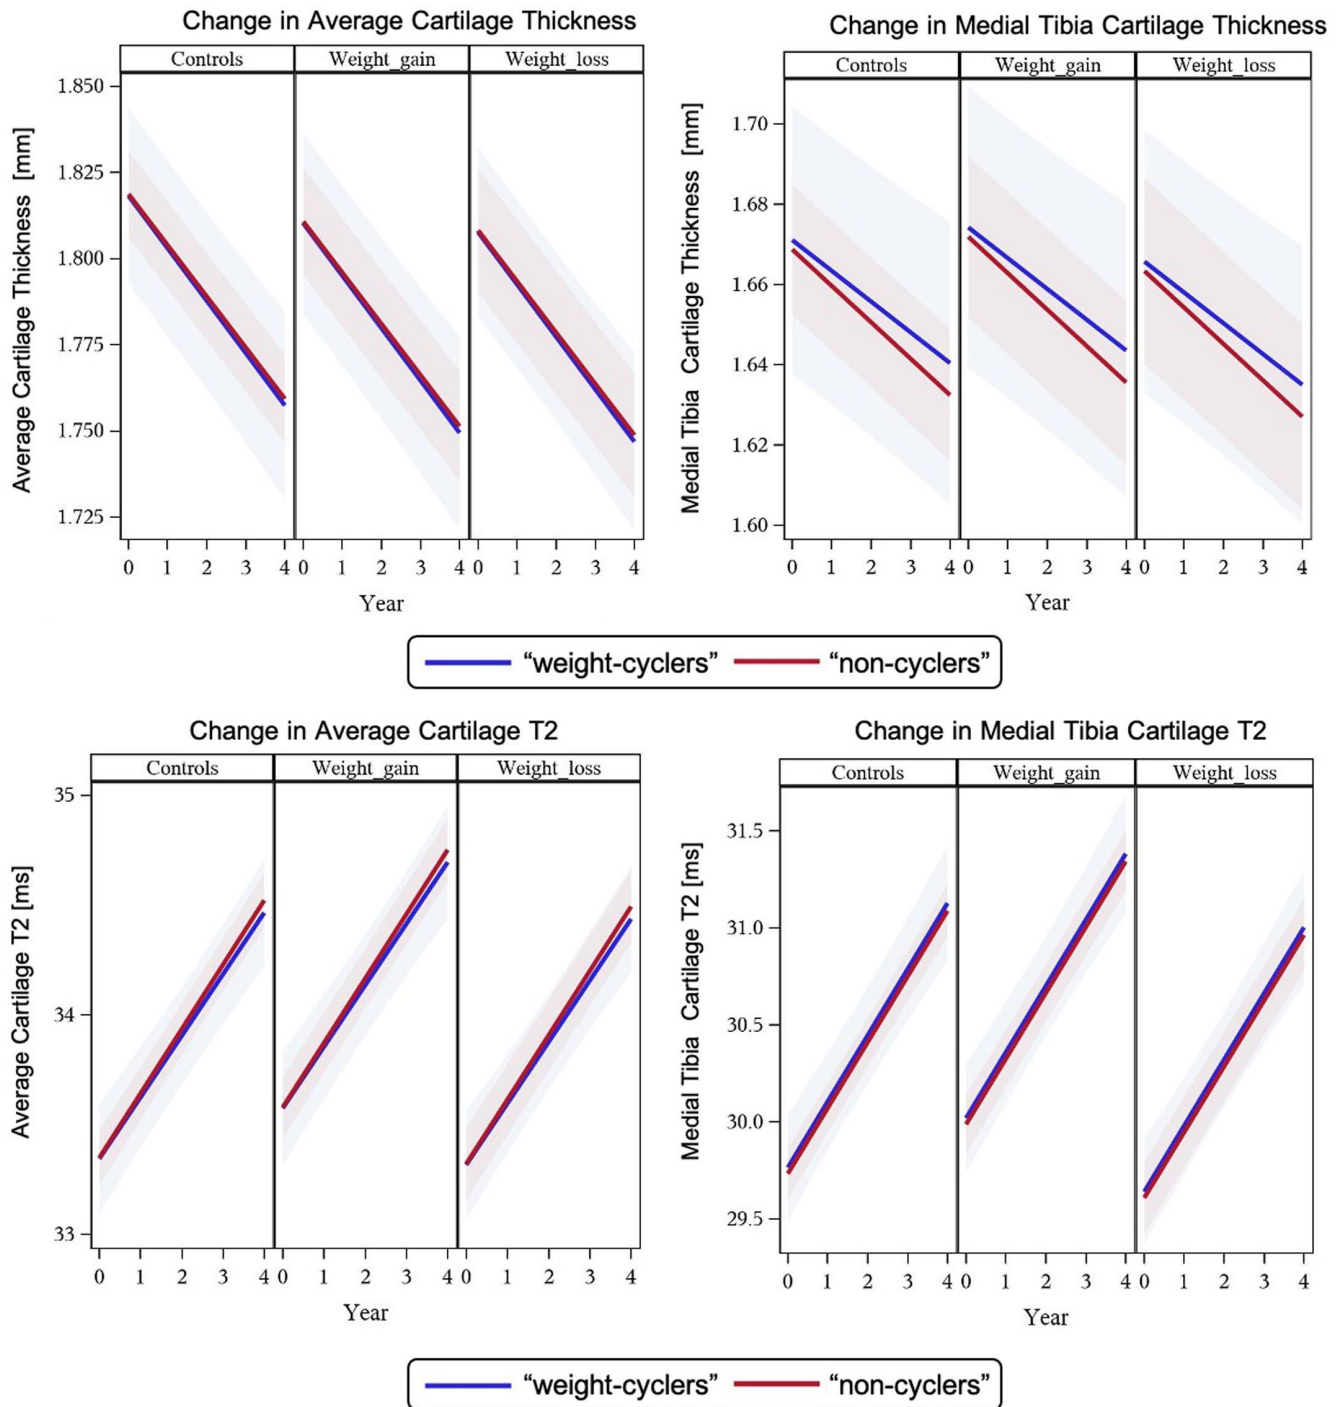 Change in Average Cartilage Thickness
Controls Weight_gain Weight_loss
Average Cartilage Thickness [mm]
1.850
1.825
1.800
1.775
1.750
1.725
0 1 2 3 4 0 1 2 3 4 0 1 2 3 4
Year
Change in Medial Tibia Cartilage Thickness
Controls Weight_gain Weight_loss
Medial Tibia Cartilage Thickness [mm]
1.70
1.68
1.66
1.64
1.62
1.60
0 1 2 3 4 0 1 2 3 4 0 1 2 3 4
Year
“weight-cyclers” “non-cyclers”
Change in Average Cartilage T2
Controls Weight_gain Weight_loss
Average Cartilage T2 [ms]
35
34
33
0 1 2 3 4 0 1 2 3 4 0 1 2 3 4
Year
Change in Medial Tibia Cartilage T2
Controls Weight_gain Weight_loss
Medial Tibia Cartilage T2 [ms]
31.5
31.0
30.5
30.0
29.5
0 1 2 3 4 0 1 2 3 4 0 1 2 3 4
Year
“weight-cyclers” “non-cyclers”